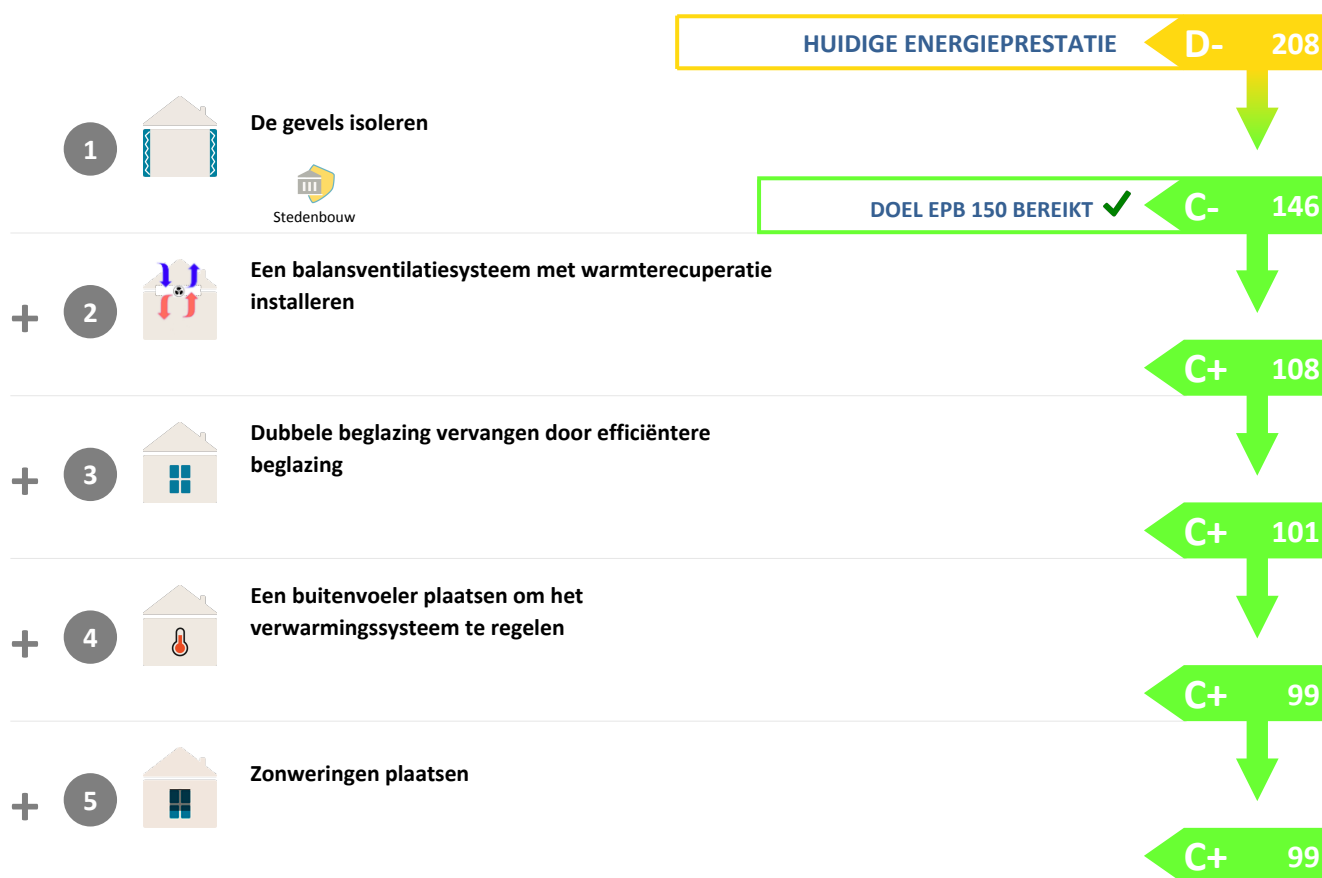 HUIDIGE ENERGIEPRESTATIE D- 208
1 De gevels isoleren
Stedenbouw
DOEL EPB 150 BEREIKT C- 146
+ 2 Een balansventilatiesysteem met warmterecuperatie
installeren
C+ 108
+ 3 Dubbele beglazing vervangen door efficiëntere
beglazing
C+ 101
+ 4 Een buitenvoeler plaatsen om het
verwarmingssysteem te regelen
C+ 99
+ 5 Zonweringen plaatsen
C+ 99